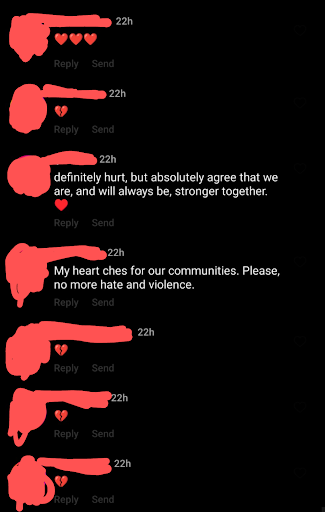 22h
❤️❤️❤️
Reply Send
22h
💔
Reply Send
22h
definitely hurt, but absolutely agree that we
are, and will always be, stronger together.
❤️
Reply Send
22h
My heart ches for our communities. Please,
no more hate and violence.
Reply Send
22h
💔
Reply Send
22h
💔
Reply Send
22h
💔
Reply Send